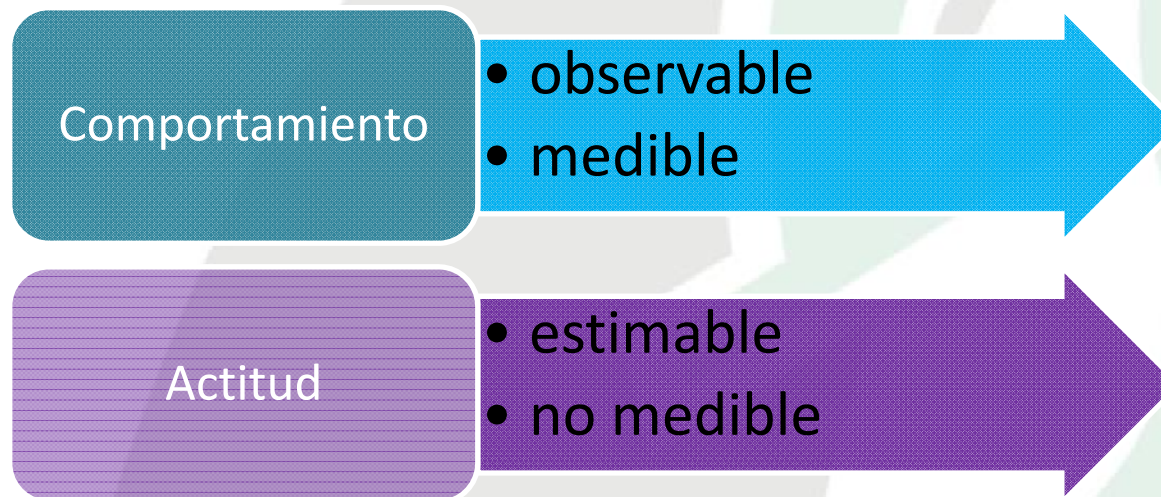 Comportamiento
• observable
• medible
Actitud
• estimable
• no medible